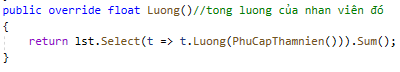 public override float Luong()//tong luong của nhan viên đó
{
return lst.Select(t => t.Luong(PhuCapThamnien())).Sum();
}